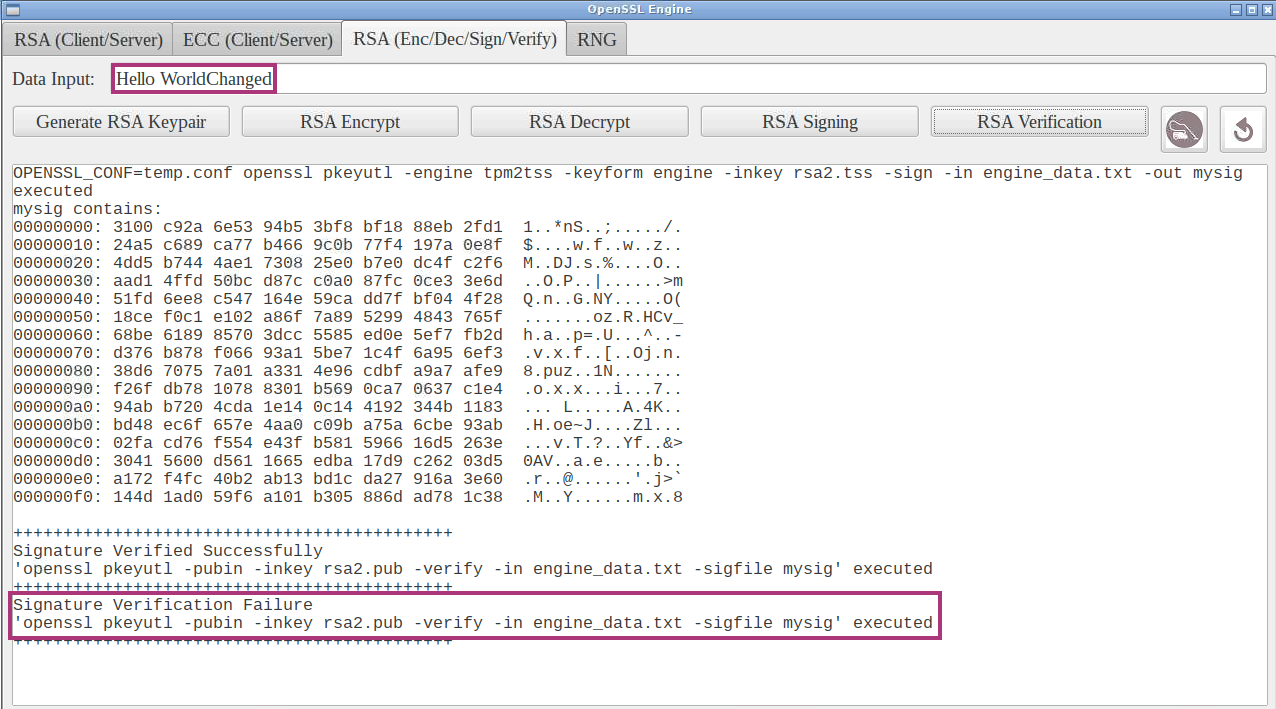 OpenSSL Engine
RSA (Client/Server) ECC (Client/Server) RSA (Enc/Dec/Sign/Verify) RNG
Data Input: Hello WorldChanged
Generate RSA Keypair RSA Encrypt RSA Decrypt RSA Signing RSA Verification
OPENSSL_CONF=temp.conf openssl pkeyutl -engine tpm2tss -keyform engine -inkey rsa2.tss -sign -in engine_data.txt -out mysig
executed
mysig contains:
00000000: 3100 c92a 6e53 94b5 3bf8 bf18 88eb 2fd1  1..*nS..;...../.
00000010: 24a5 c689 ca77 b466 9c0b 77f4 197a 0e8f  $....w.f..w..z..
00000020: 4dd5 b744 4ae1 7308 25e0 b7e0 dc4f c2f6  M..DJ.s.%....O..
00000030: aad1 4ffd 50bc d87c c0a0 87fc 0ce3 3e6d  ..O.P..|......>m
00000040: 51fd 6ee8 c547 164e 59ca dd7f bf04 4f28  Q.n..G.NY.....O(
00000050: 18ce f0c1 e102 a86f 7a89 5299 4843 765f  .......oz.R.HCv_
00000060: 68be 6189 8570 3dcc 5585 ed0e 5ef7 fb2d  h.a..p=.U...^..-
00000070: d376 b878 f066 93a1 5be7 1c4f 6a95 6ef3  .v.x.f..[..Oj.n.
00000080: 38d6 7075 7a01 a331 4e96 cdbf a9a7 afe9  8.puz..1N.......
00000090: f26f db78 1078 8301 b569 0ca7 0637 c1e4  .o.x.x...i...7..
000000a0: 94ab b720 4cda 1e14 0c14 4192 344b 1183  ... L.....A.4K..
000000b0: bd48 ec6f 657e 4aa0 c09b a75a 6cbe 93ab  .H.oe~J....Zl...
000000c0: 02fa cd76 f554 e43f b581 5966 16d5 263e  ...v.T.?..Yf..&>
000000d0: 3041 5600 d561 1665 edba 17d9 c262 03d5  0AV..a.e.....b..
000000e0: a172 f4fc 40b2 ab13 bd1c da27 916a 3e60  .r..@......'.j>`
000000f0: 144d 1ad0 59f6 a101 b305 886d ad78 1c38  .M..Y......m.x.8
++++++++++++++++++++++++++++++++++++++++++++
Signature Verified Successfully
'openssl pkeyutl -pubin -inkey rsa2.pub -verify -in engine_data.txt -sigfile mysig' executed
++++++++++++++++++++++++++++++++++++++++++++
Signature Verification Failure
'openssl pkeyutl -pubin -inkey rsa2.pub -verify -in engine_data.txt -sigfile mysig' executed
++++++++++++++++++++++++++++++++++++++++++++